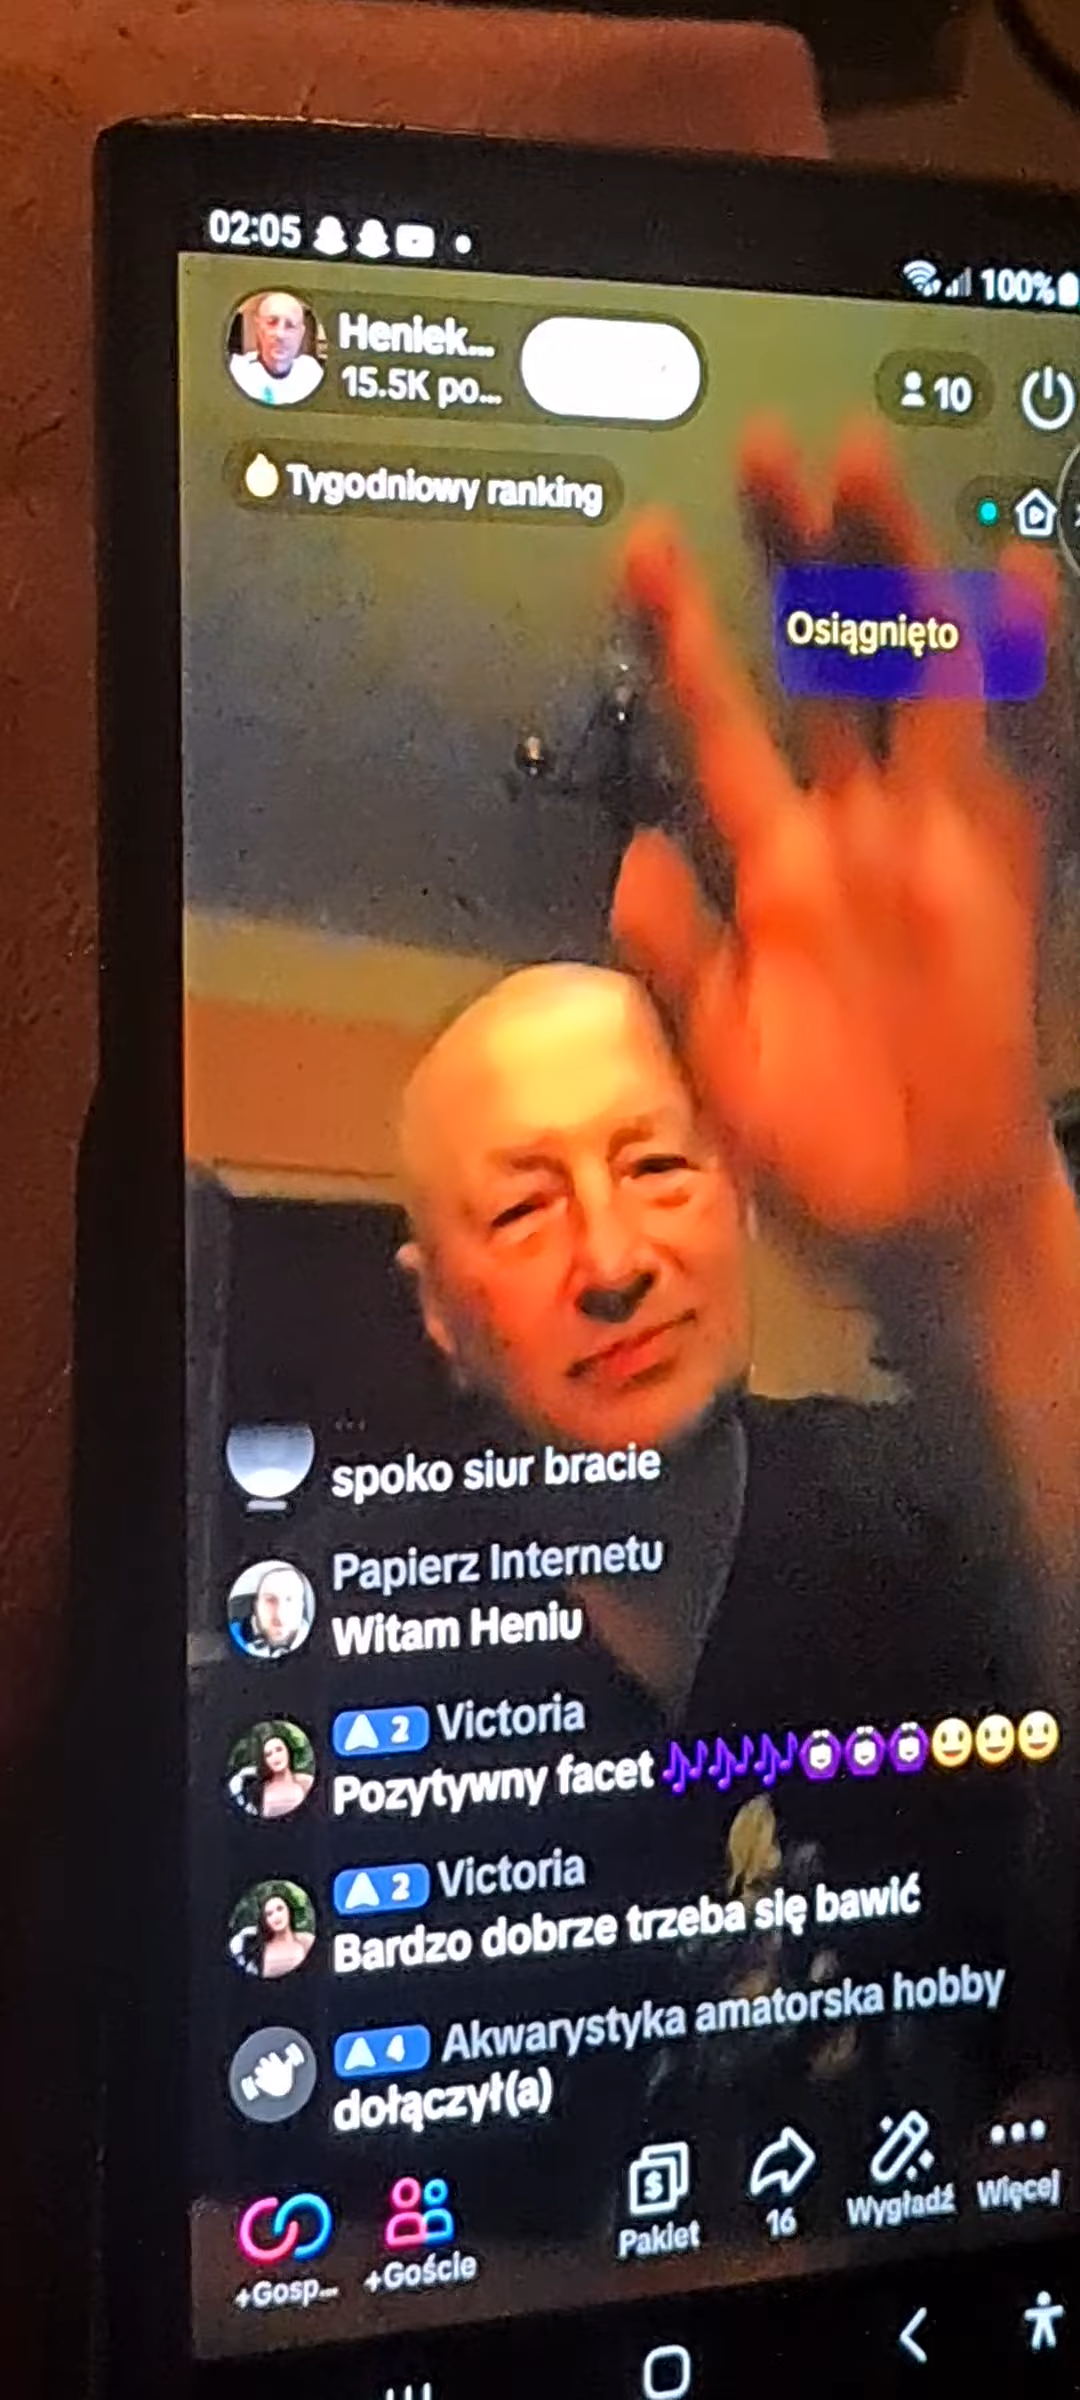 02:05
100%
Heniek...
15.5K po...
10
Tygodniowy ranking
Osiągnięto
spoko siur bracie
Papierz Internetu
Witam Heniu
2 Victoria
Pozytywny facet 🎶🎶🎶😃😃😃
2 Victoria
Bardzo dobrze trzeba się bawić
4 Akwarystyka amatorska hobby
dołączył(a)
+Gosp...
+Goście
Pakiet
16
Wygładź
Więcej